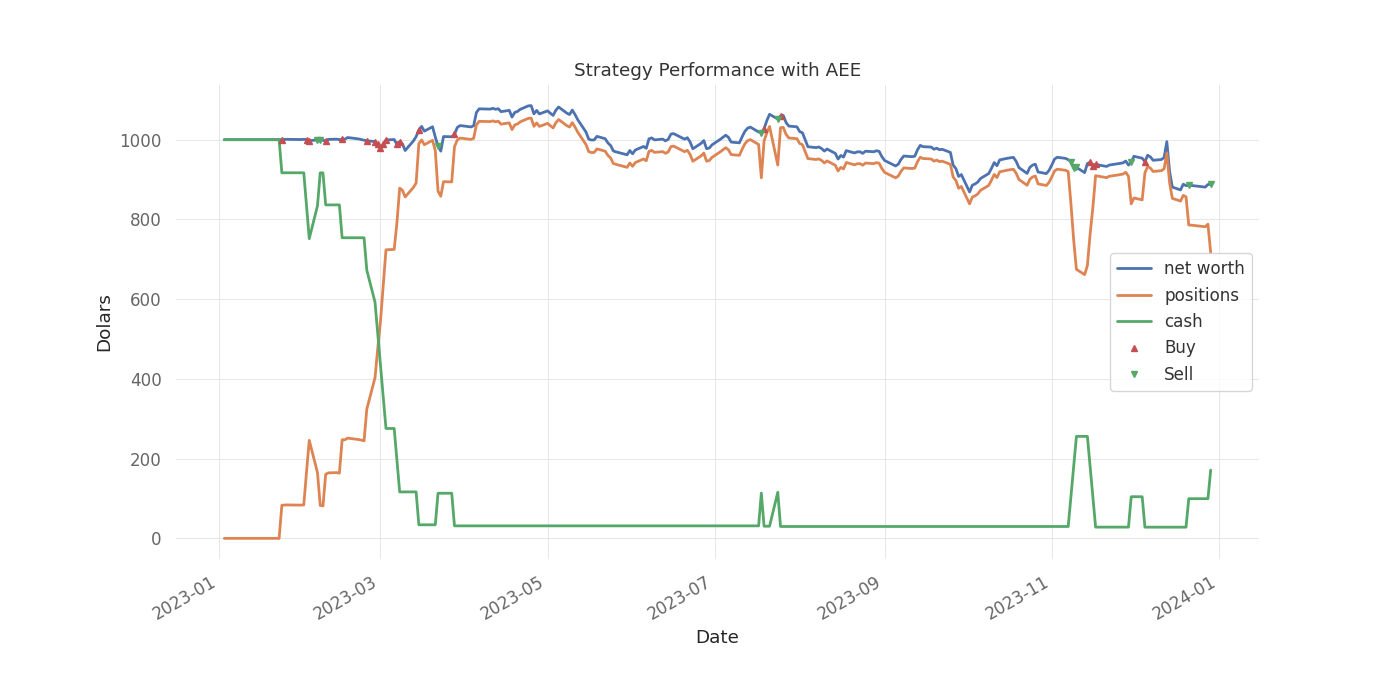 Strategy Performance with AEE
Dolars
1000
800
600
400
200
0
net worth
positions
cash
Buy
Sell
2023-01
2023-03
2023-05
2023-07
2023-09
2023-11
2024-01
Date